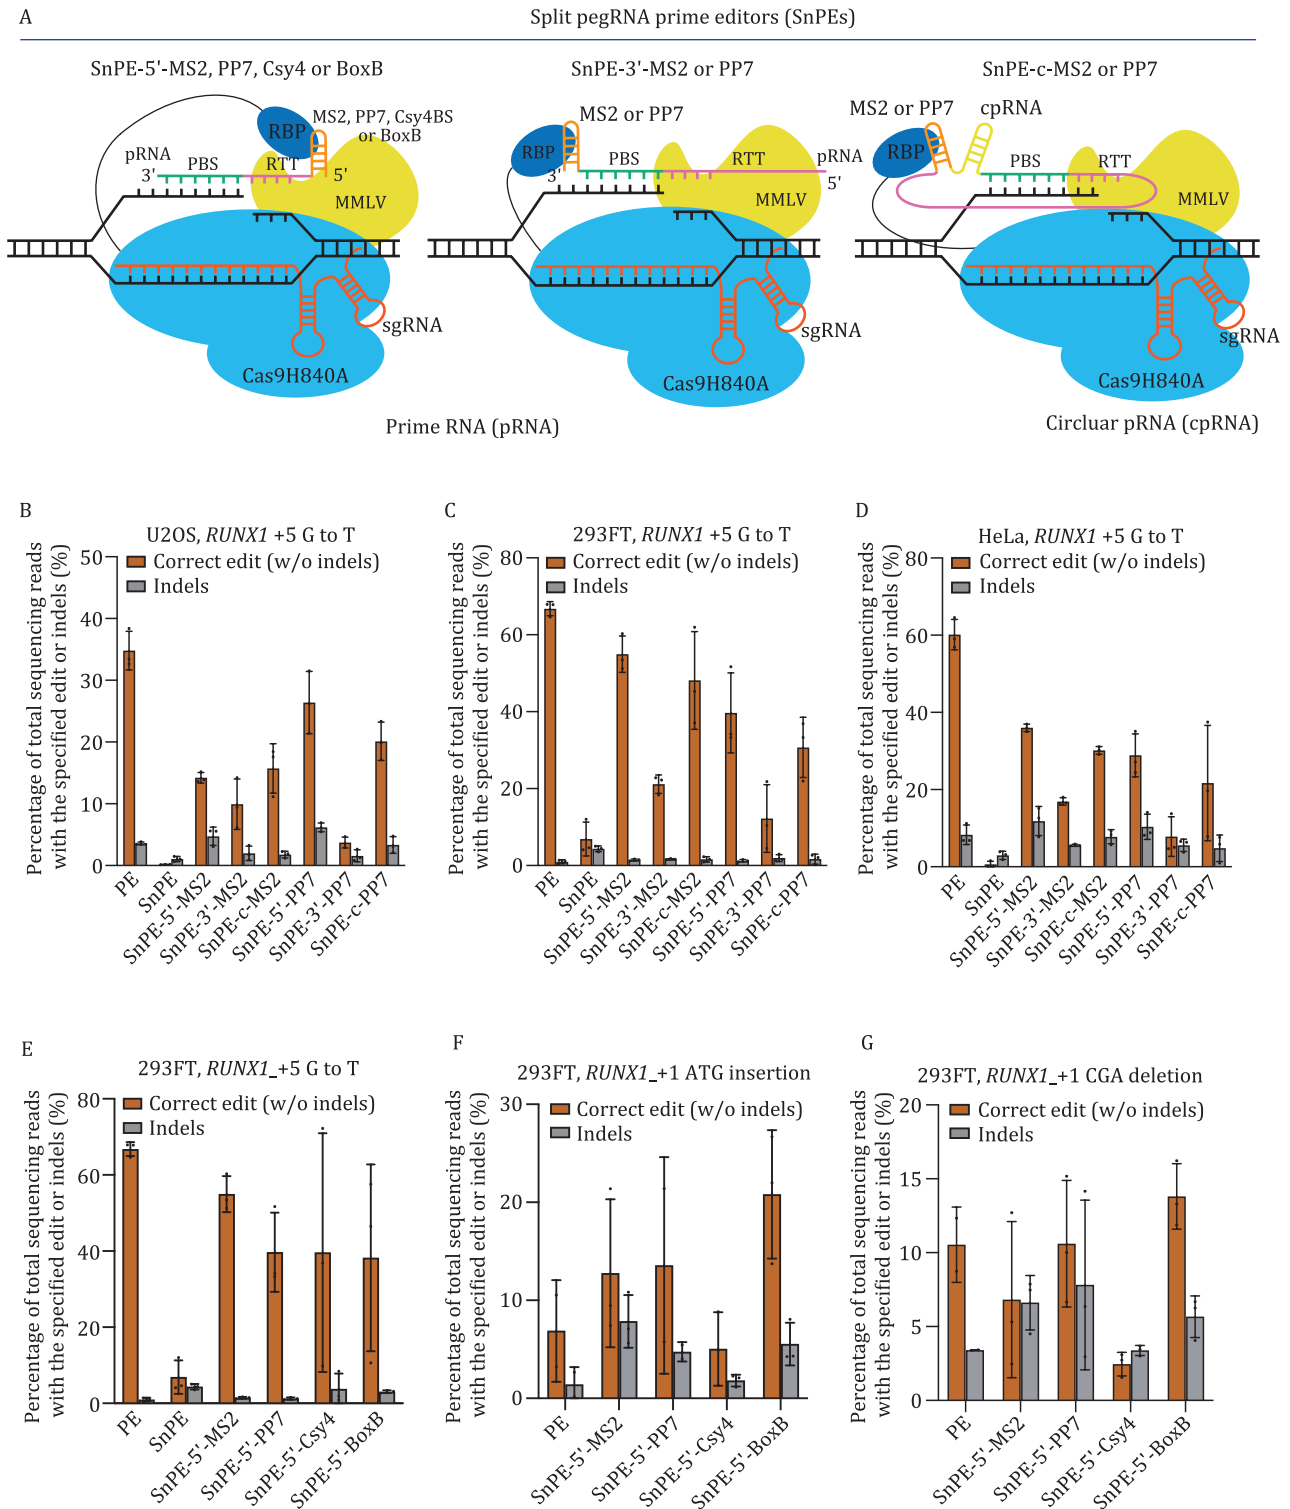 A
Split pegRNA prime editors (SnPEs)
SnPE-5'-MS2, PP7, Csy4 or BoxB
SnPE-3'-MS2 or PP7
SnPE-c-MS2 or PP7
RBP
MS2, PP7, Csy4BS
or BoxB
pRNA
3'
PBS
RTT
5'
MMLV
sgRNA
Cas9H840A
MS2 or PP7
RBP
3'
PBS
RTT
pRNA
5'
MMLV
sgRNA
Cas9H840A
MS2 or PP7
cpRNA
RBP
PBS
RTT
MMLV
sgRNA
Cas9H840A
Prime RNA (pRNA)
Circluar pRNA (cpRNA)
B
U2OS, RUNX1 +5 G to T
Correct edit (w/o indels)
Indels
Percentage of total sequencing reads
with the specified edit or indels (%)
50
40
30
20
10
0
PE
SnPE
SnPE-5'-MS2
SnPE-3'-MS2
SnPE-c-MS2
SnPE-5'-PP7
SnPE-3'-PP7
SnPE-c-PP7
C
293FT, RUNX1 +5 G to T
Correct edit (w/o indels)
Indels
Percentage of total sequencing reads
with the specified edit or indels (%)
80
60
40
20
0
PE
SnPE
SnPE-5'-MS2
SnPE-3'-MS2
SnPE-c-MS2
SnPE-5'-PP7
SnPE-3'-PP7
SnPE-c-PP7
D
HeLa, RUNX1 +5 G to T
Correct edit (w/o indels)
Indels
Percentage of total sequencing reads
with the specified edit or indels (%)
80
60
40
20
0
PE
SnPE
SnPE-5'-MS2
SnPE-3'-MS2
SnPE-c-MS2
SnPE-5'-PP7
SnPE-3'-PP7
SnPE-c-PP7
E
293FT, RUNX1_+5 G to T
Correct edit (w/o indels)
Indels
Percentage of total sequencing reads
with the specified edit or indels (%)
80
60
40
20
0
PE
SnPE
SnPE-5'-MS2
SnPE-5'-PP7
SnPE-5'-Csy4
SnPE-5'-BoxB
F
293FT, RUNX1_+1 ATG insertion
Correct edit (w/o indels)
Indels
Percentage of total sequencing reads
with the specified edit or indels (%)
30
20
10
0
PE
SnPE-5'-MS2
SnPE-5'-PP7
SnPE-5'-Csy4
SnPE-5'-BoxB
G
293FT, RUNX1_+1 CGA deletion
Correct edit (w/o indels)
Indels
Percentage of total sequencing reads
with the specified edit or indels (%)
20
15
10
5
0
PE
SnPE-5'-MS2
SnPE-5'-PP7
SnPE-5'-Csy4
SnPE-5'-BoxB